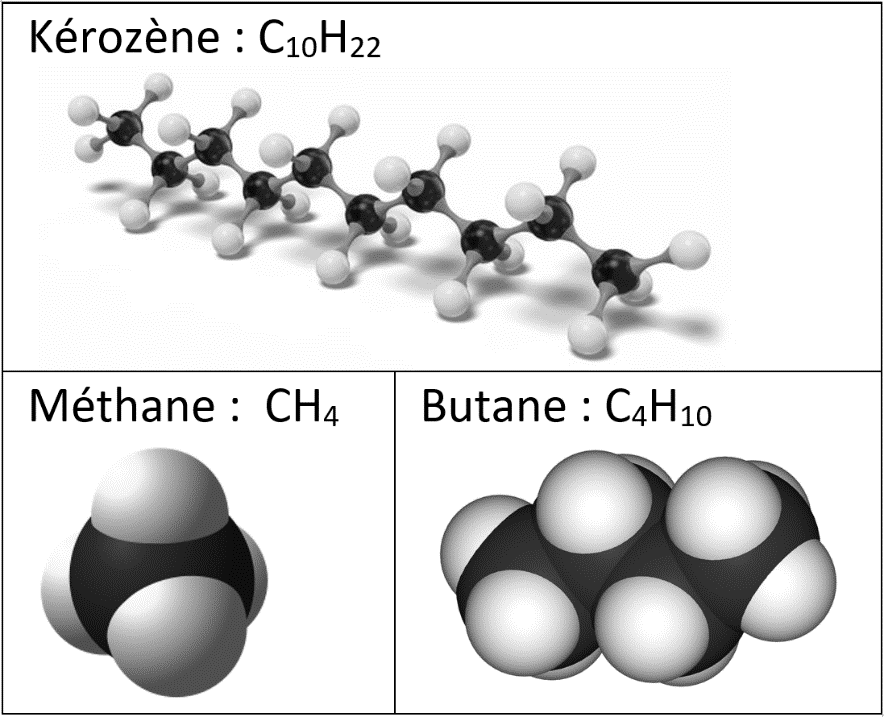 Kérozène : C₁₀H₂₂
Méthane : CH₄
Butane : C₄H₁₀